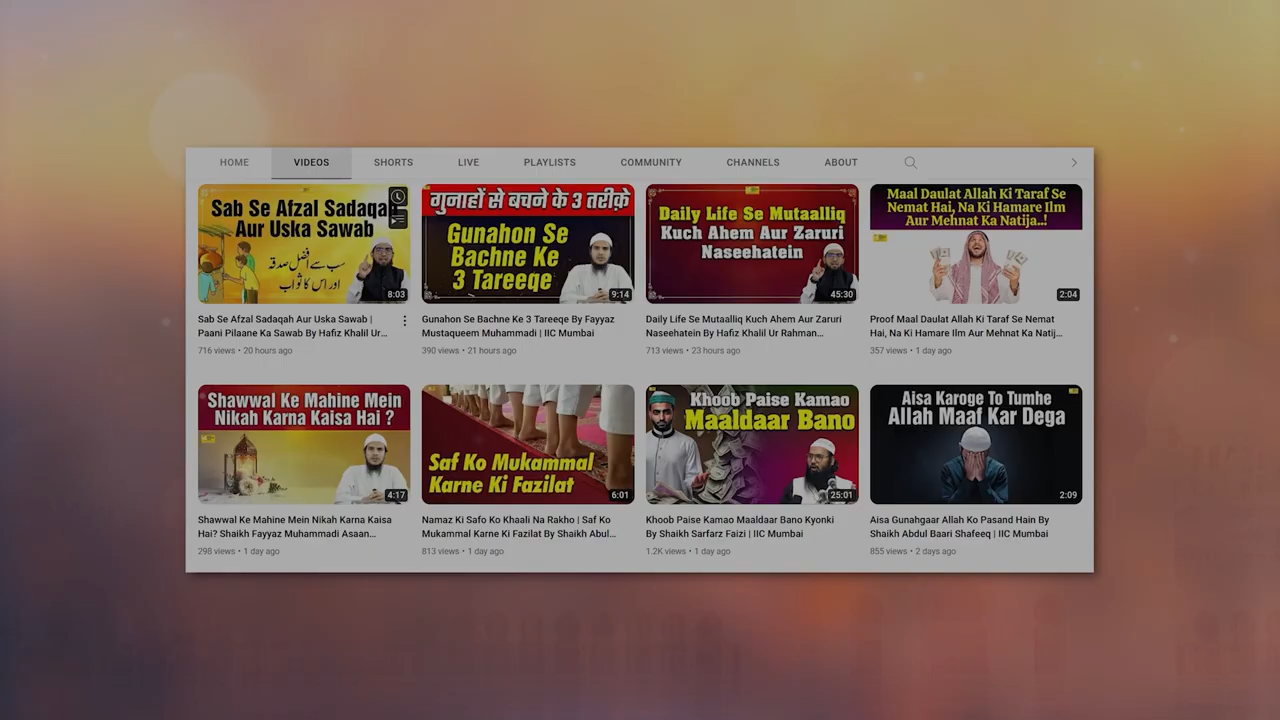 HOME VIDEOS SHORTS LIVE PLAYLISTS COMMUNITY CHANNELS ABOUT
Sab Se Afzal Sadaqah
Aur Uska Sawab
سب سے افضل صدقہ
اور اس کا ثواب
8:03
गुनाहों से बचने के 3 तरीक़े
Gunahon Se
Bachne Ke
3 Tareeqe
9:14
Daily Life Se Mutaalliq
Kuch Ahem Aur Zaruri
Naseehatein
45:30
Maal Daulat Allah Ki Taraf Se
Nemat Hai, Na Ki Hamare Ilm
Aur Mehnat Ka Natija..!
2:04
Sab Se Afzal Sadaqah Aur Uska Sawab |
Paani Pilaane Ka Sawab By Hafiz Khalil Ur...
716 views • 20 hours ago
Gunahon Se Bachne Ke 3 Tareeqe By Fayyaz
Mustaqueem Muhammadi | IIC Mumbai
390 views • 21 hours ago
Daily Life Se Mutaalliq Kuch Ahem Aur Zaruri
Naseehatein By Hafiz Khalil Ur Rahman...
713 views • 23 hours ago
Proof Maal Daulat Allah Ki Taraf Se Nemat
Hai, Na Ki Hamare Ilm Aur Mehnat Ka Natij...
357 views • 1 day ago
Shawwal Ke Mahine Mein
Nikah Karna Kaisa Hai ?
4:17
Saf Ko Mukammal
Karne Ki Fazilat
6:01
Khoob Paise Kamao
Maaldaar Bano
25:01
Aisa Karoge To Tumhe
Allah Maaf Kar Dega
2:09
Shawwal Ke Mahine Mein Nikah Karna Kaisa
Hai? Shaikh Fayyaz Muhammadi Asaan...
298 views • 1 day ago
Namaz Ki Safo Ko Khaali Na Rakho | Saf Ko
Mukammal Karne Ki Fazilat By Shaikh Abul...
813 views • 1 day ago
Khoob Paise Kamao Maaldaar Bano Kyonki
By Shaikh Sarfarz Faizi | IIC Mumbai
1.2K views • 1 day ago
Aisa Gunahgaar Allah Ko Pasand Hain By
Shaikh Abdul Baari Shafeeq | IIC Mumbai
855 views • 2 days ago